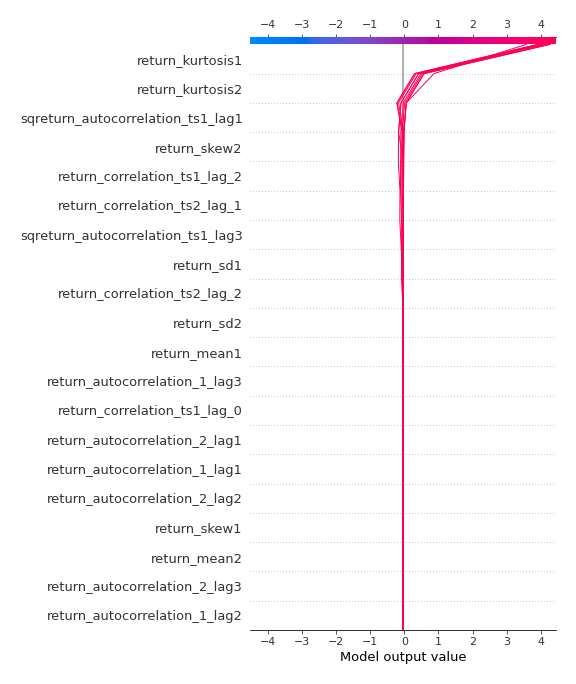 −4 −3 −2 −1 0 1 2 3 4
return_kurtosis1
return_kurtosis2
sqreturn_autocorrelation_ts1_lag1
return_skew2
return_correlation_ts1_lag_2
return_correlation_ts2_lag_1
sqreturn_autocorrelation_ts1_lag3
return_sd1
return_correlation_ts2_lag_2
return_sd2
return_mean1
return_autocorrelation_1_lag3
return_correlation_ts1_lag_0
return_autocorrelation_2_lag1
return_autocorrelation_1_lag1
return_autocorrelation_2_lag2
return_skew1
return_mean2
return_autocorrelation_2_lag3
return_autocorrelation_1_lag2
−4 −3 −2 −1 0 1 2 3 4
Model output value